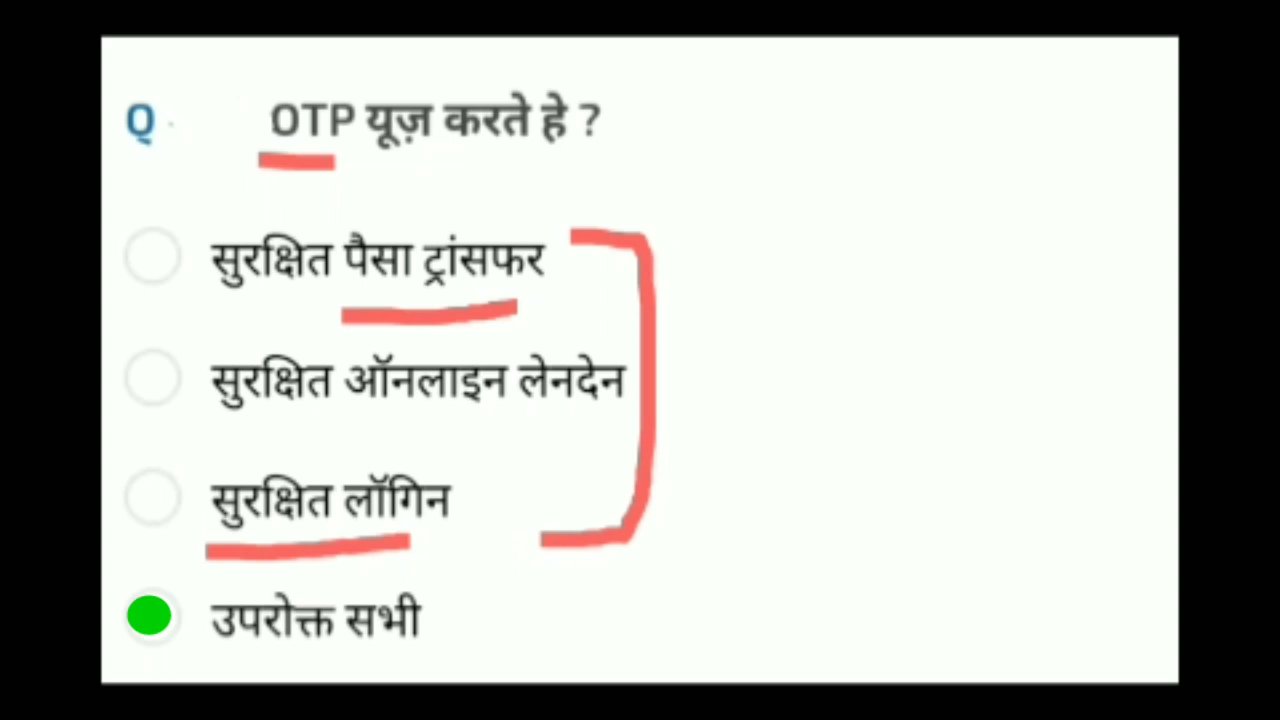 Q. OTP यूज़ करते हे ?
सुरक्षित पैसा ट्रांसफर
सुरक्षित ऑनलाइन लेनदेन
सुरक्षित लॉगिन
उपरोक्त सभी